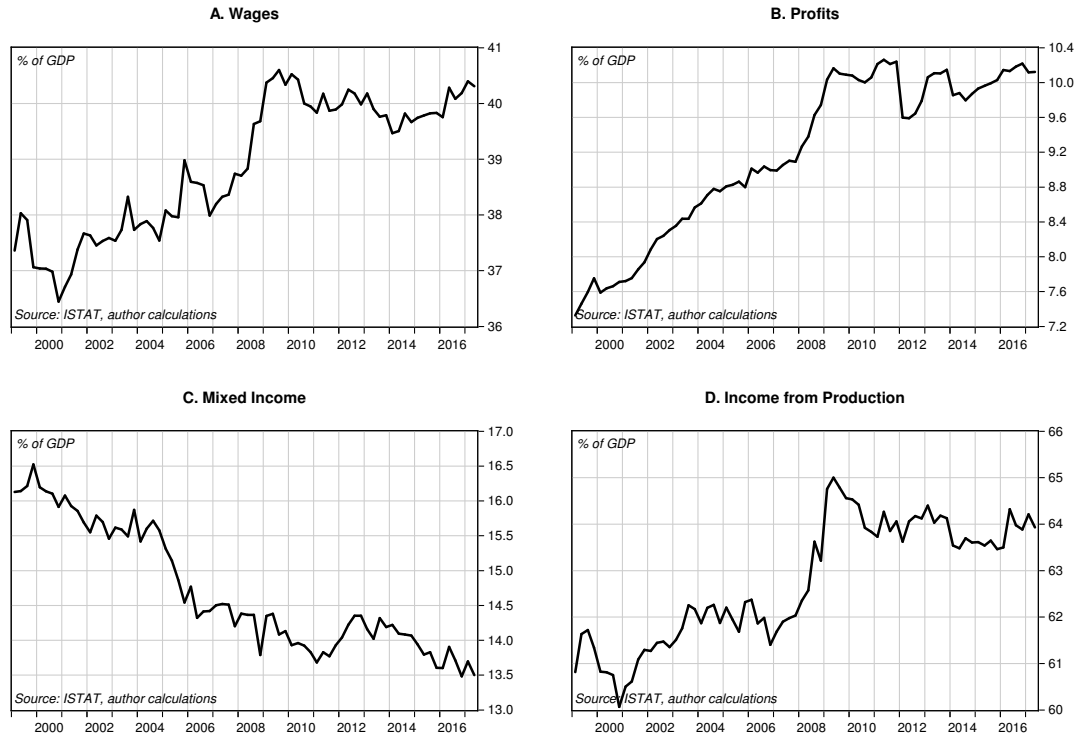 A. Wages
% of GDP
41
40
39
38
37
36
Source: ISTAT, author calculations
2000 2002 2004 2006 2008 2010 2012 2014 2016
B. Profits
% of GDP
10.4
10.0
9.6
9.2
8.8
8.4
8.0
7.6
7.2
Source: ISTAT, author calculations
2000 2002 2004 2006 2008 2010 2012 2014 2016
C. Mixed Income
% of GDP
17.0
16.5
16.0
15.5
15.0
14.5
14.0
13.5
13.0
Source: ISTAT, author calculations
2000 2002 2004 2006 2008 2010 2012 2014 2016
D. Income from Production
% of GDP
66
65
64
63
62
61
60
Source: ISTAT, author calculations
2000 2002 2004 2006 2008 2010 2012 2014 2016